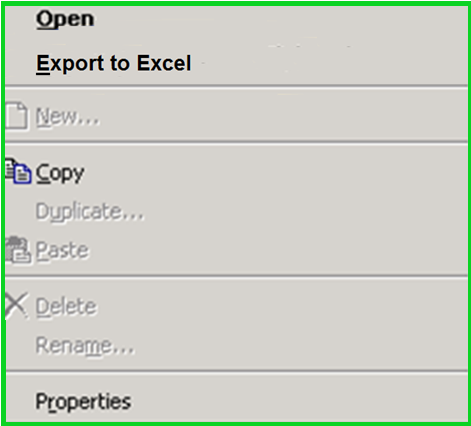 Open
Export to Excel
New...
Copy
Duplicate...
Paste
Delete
Rename...
Properties